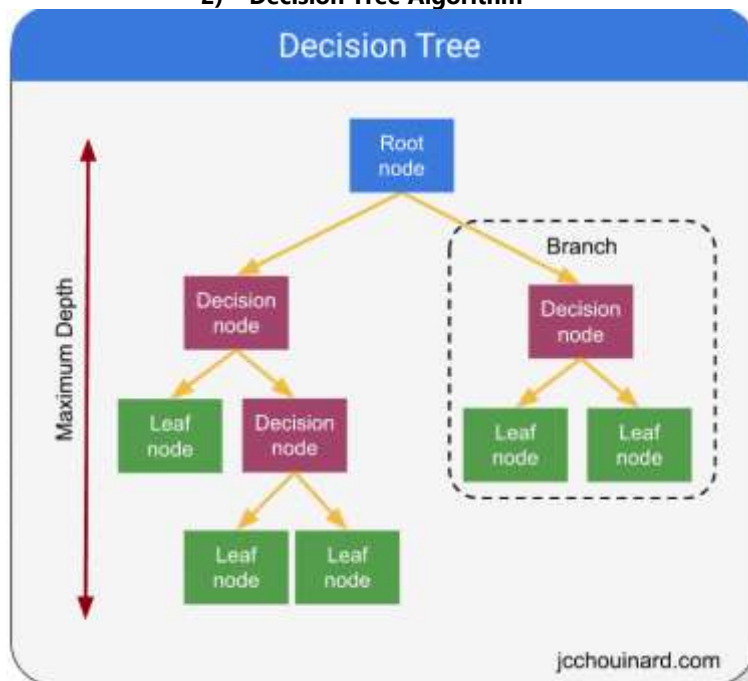 2) Decision Tree Algorithm
Decision Tree
Root
node
Branch
Decision
node
Decision
node
Maximum Depth
Leaf
node
Decision
node
Leaf
node
Leaf
node
Leaf
node
Leaf
node
jcchouinard.com